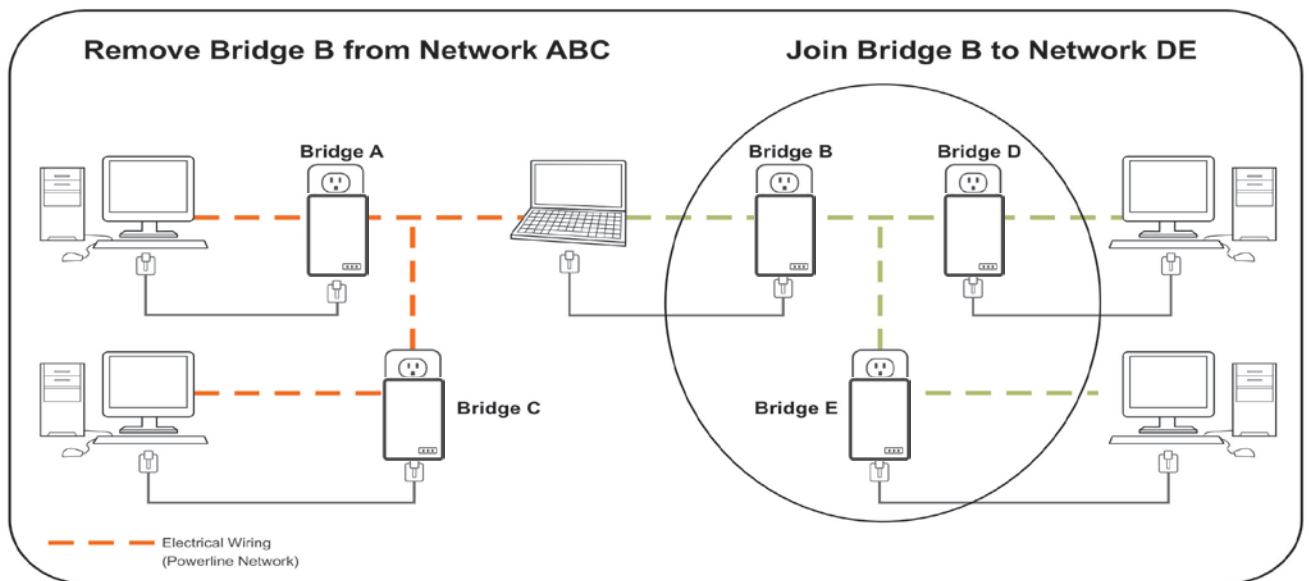 Remove Bridge B from Network ABC
Join Bridge B to Network DE
Bridge A
Bridge B
Bridge D
Bridge C
Bridge E
Electrical Wiring
(Powerline Network)